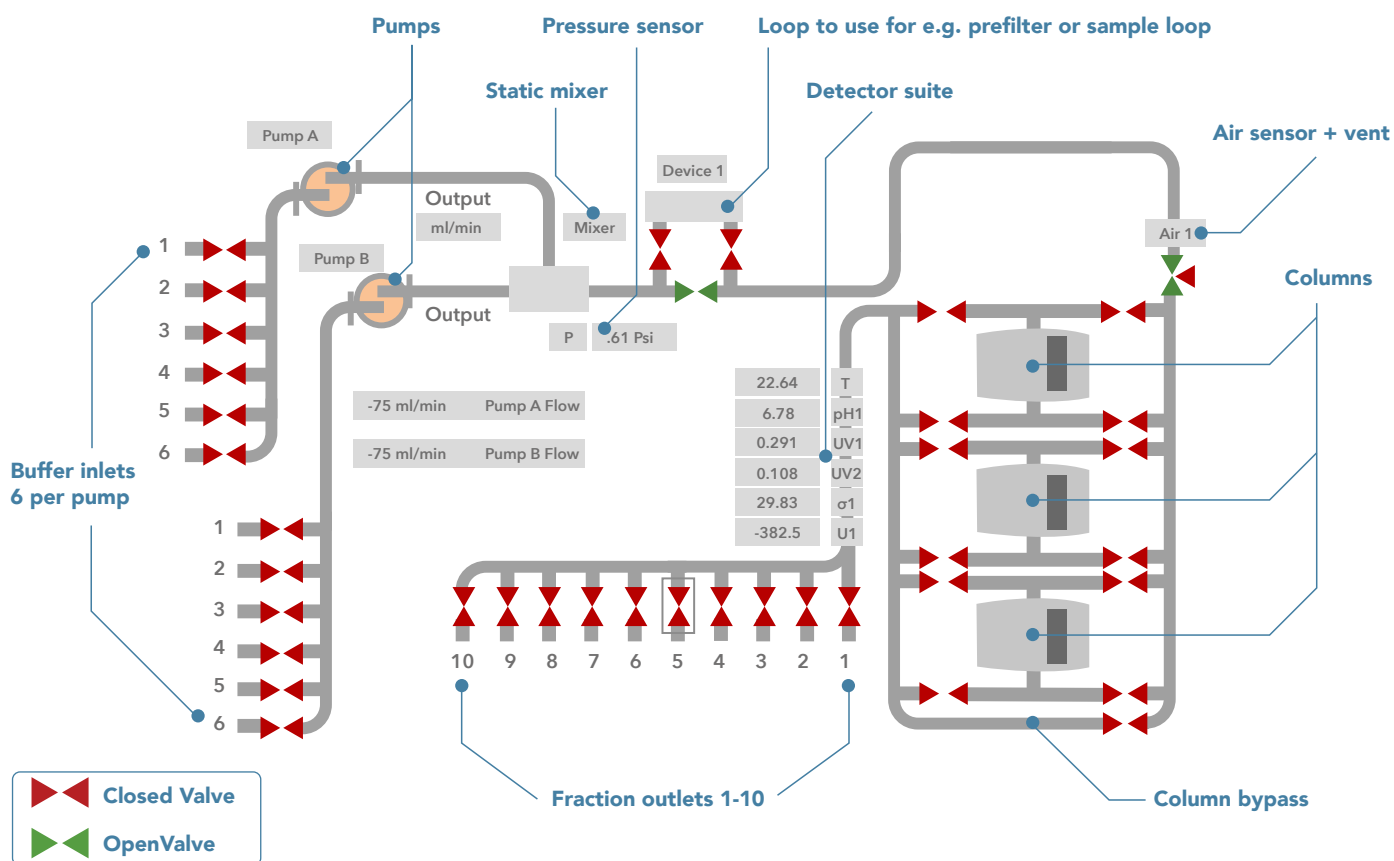 Pumps
Pressure sensor
Loop to use for e.g. prefilter or sample loop
Static mixer
Detector suite
Air sensor + vent
Pump A
Device 1
Output
ml/min
Mixer
Air 1
1
2
3
4
5
6
Pump B
Output
P
.61 Psi
Columns
-75 ml/min Pump A Flow
-75 ml/min Pump B Flow
22.64 T
6.78 pH1
0.291 UV1
0.108 UV2
29.83 σ1
-382.5 U1
Buffer inlets
6 per pump
1
2
3
4
5
6
10 9 8 7 6 5 4 3 2 1
Fraction outlets 1-10
Column bypass
Closed Valve
OpenValve